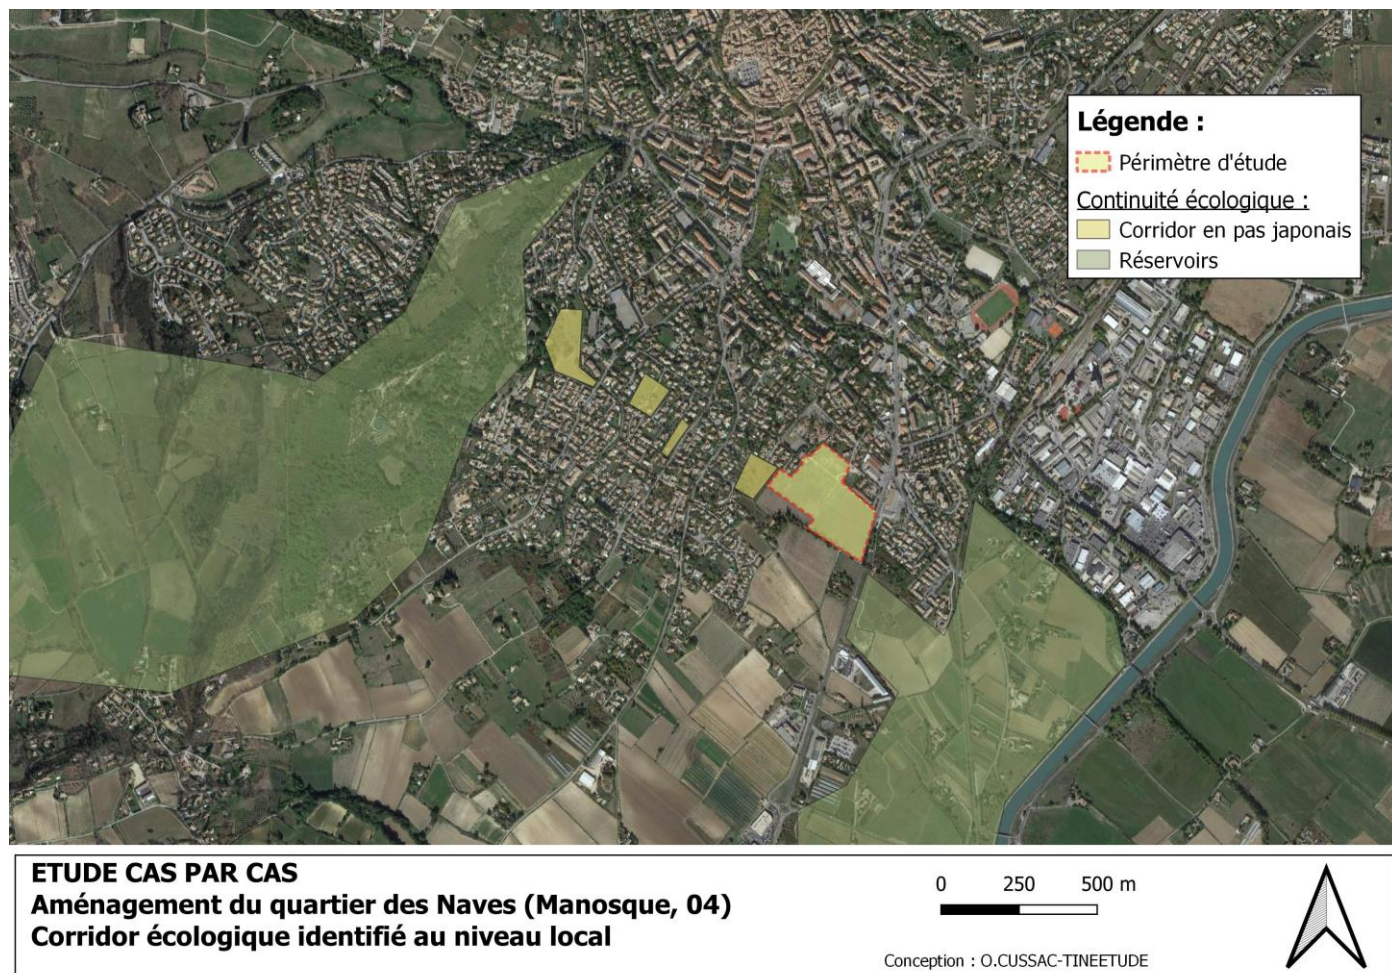 Légende :
Périmètre d'étude
Continuité écologique :
Corridor en pas japonais
Réservoirs
ETUDE CAS PAR CAS
Aménagement du quartier des Naves (Manosque, 04)
Corridor écologique identifié au niveau local
0 250 500 m
Conception : O.CUSSAC-TINEETUDE